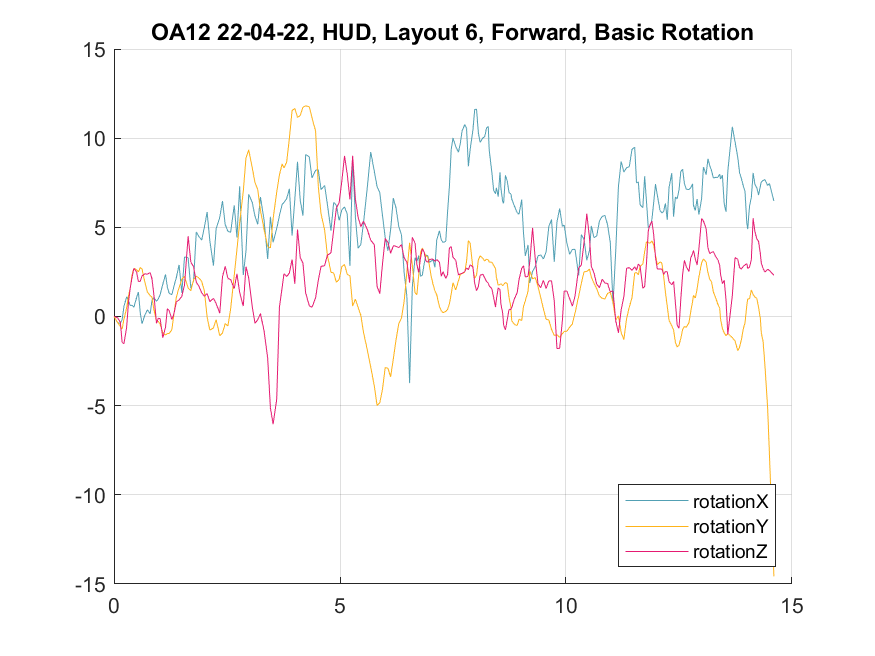 OA12 22-04-22, HUD, Layout 6, Forward, Basic Rotation
15
10
5
0
-5
-10
-15
0 5 10 15
rotationX
rotationY
rotationZ